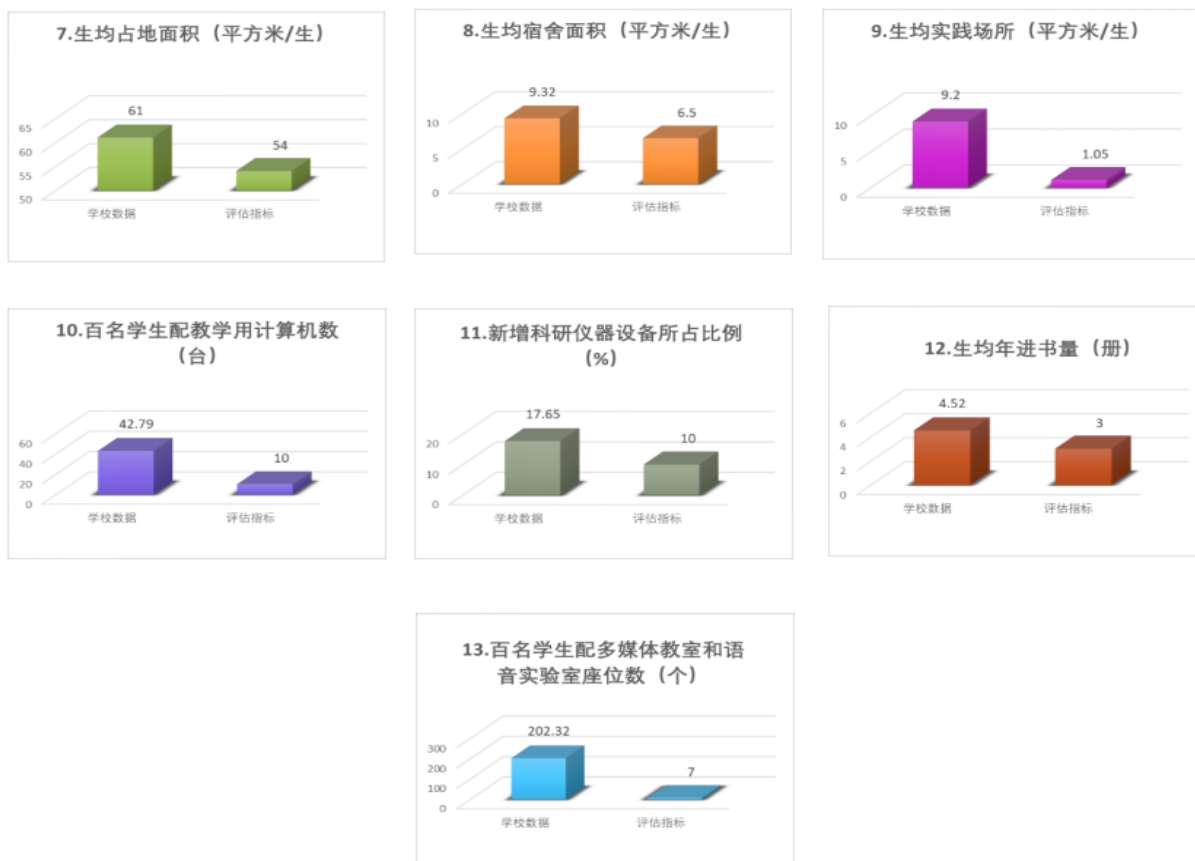 7.生均占地面积（平方米/生）
61
54
65
60
55
50
学校数据
评估指标
8.生均宿舍面积（平方米/生）
9.32
6.5
10
5
0
学校数据
评估指标
9.生均实践场所（平方米/生）
9.2
1.05
10
5
0
学校数据
评估指标
10.百名学生配教学用计算机数
（台）
42.79
10
60
40
20
0
学校数据
评估指标
11.新增科研仪器设备所占比例
（%）
17.65
10
20
10
0
学校数据
评估指标
12.生均年进书量（册）
4.52
3
6
4
2
0
学校数据
评估指标
13.百名学生配多媒体教室和语
音实验室座位数（个）
202.32
7
300
200
100
0
学校数据
评估指标